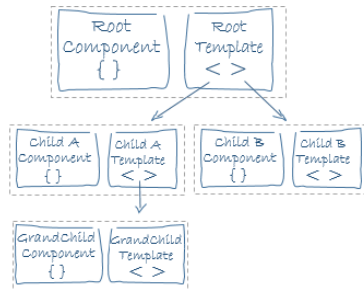 Root
Component
{ }
Root
Template
< >
Child A
Component
{ }
Child A
Template
< >
Child B
Component
{ }
Child B
Template
< >
GrandChild
Component
{ }
GrandChild
Template
< >